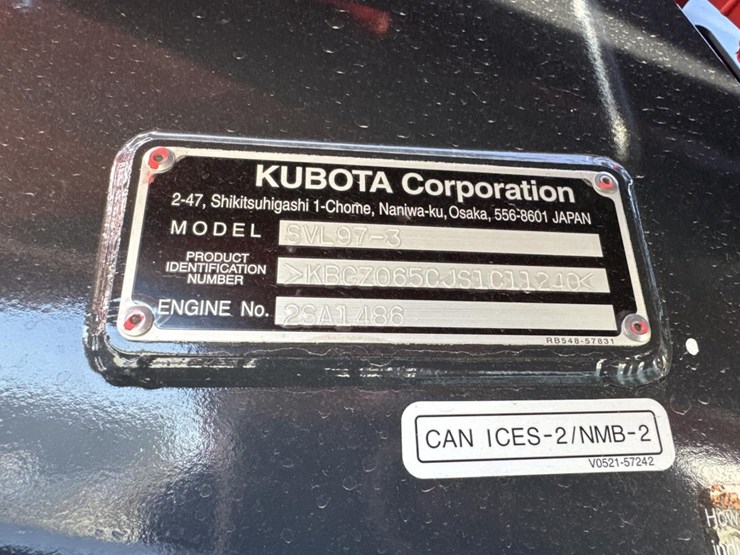 KUBOTA Corporation
2-47, Shikitsuhigashi 1-Chome, Naniwa-ku, Osaka, 556-8601 JAPAN
MODEL SVL97-3
PRODUCT
IDENTIFICATION
NUMBER >KBCZ065CJS1C11240<
ENGINE No. 2SA1486
RB548-57831
CAN ICES-2/NMB-2
V0521-57242
How